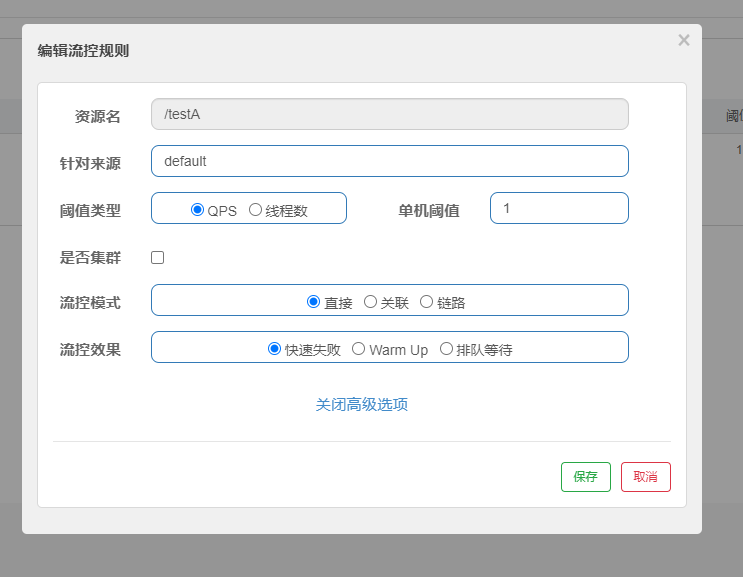 编辑流控规则 ×
资源名 /testA
针对来源 default
阈值类型 QPS 线程数 单机阈值 1
是否集群
流控模式 直接 关联 链路
流控效果 快速失败 Warm Up 排队等待
关闭高级选项
保存 取消